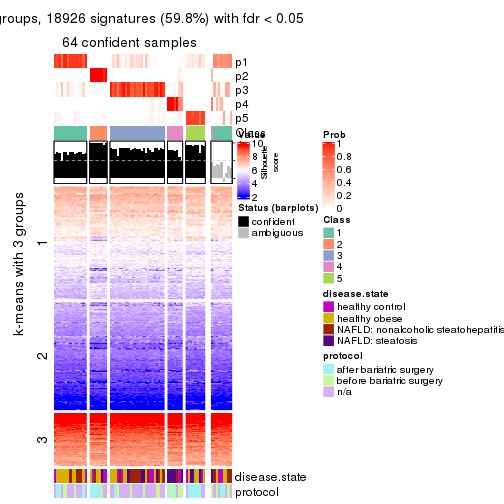 groups, 18926 signatures (59.8%) with fdr < 0.05
64 confident samples
p1
p2
p3
p4
p5
Class
Value
10
8
6
4
2
Silhouette
score
Prob
1
0.8
0.6
0.4
0.2
0
Status (barplots)
confident
ambiguous
Class
1
2
3
4
5
disease.state
healthy control
healthy obese
NAFLD: nonalcoholic steatohepatitis
NAFLD: steatosis
protocol
after bariatric surgery
before bariatric surgery
n/a
k-means with 3 groups
1
2
3
disease.state
protocol